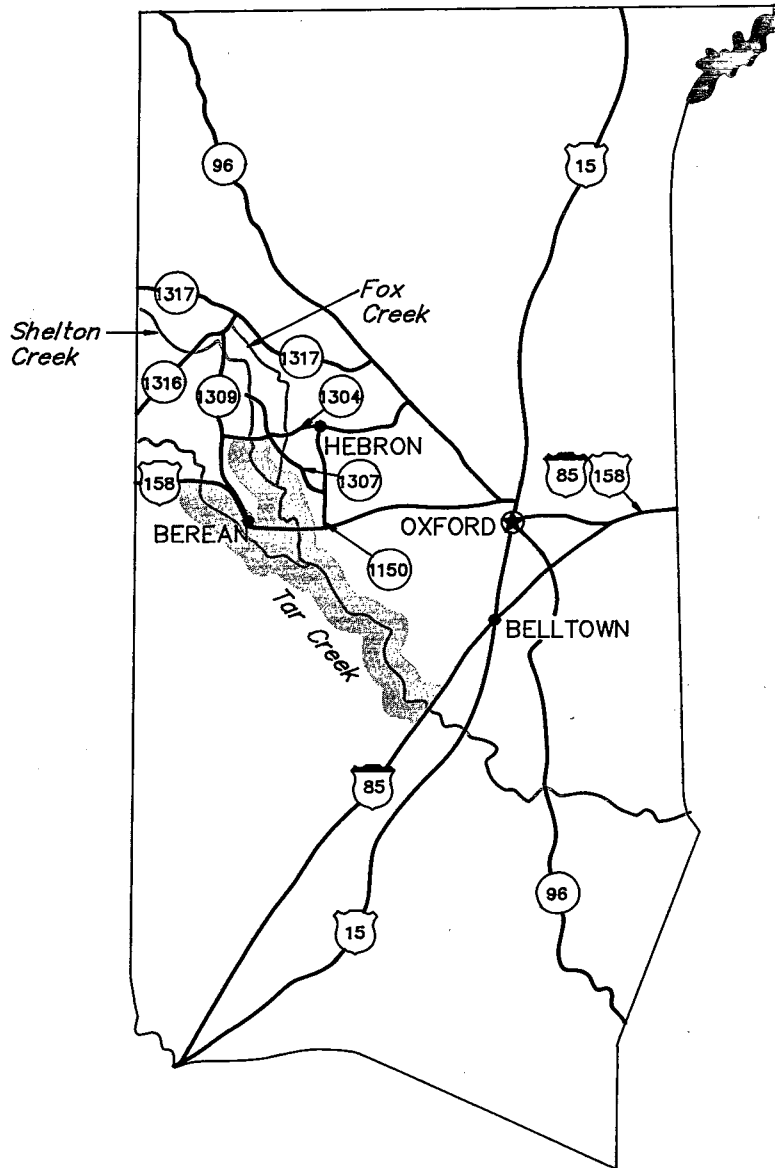 96
15
1317
Fox
Creek
Shelton
Creek
1317
1316
1309
1304
HEBRON
158
1307
85
158
BEREAN
OXFORD
1150
Tar Creek
BELLTOWN
85
96
15